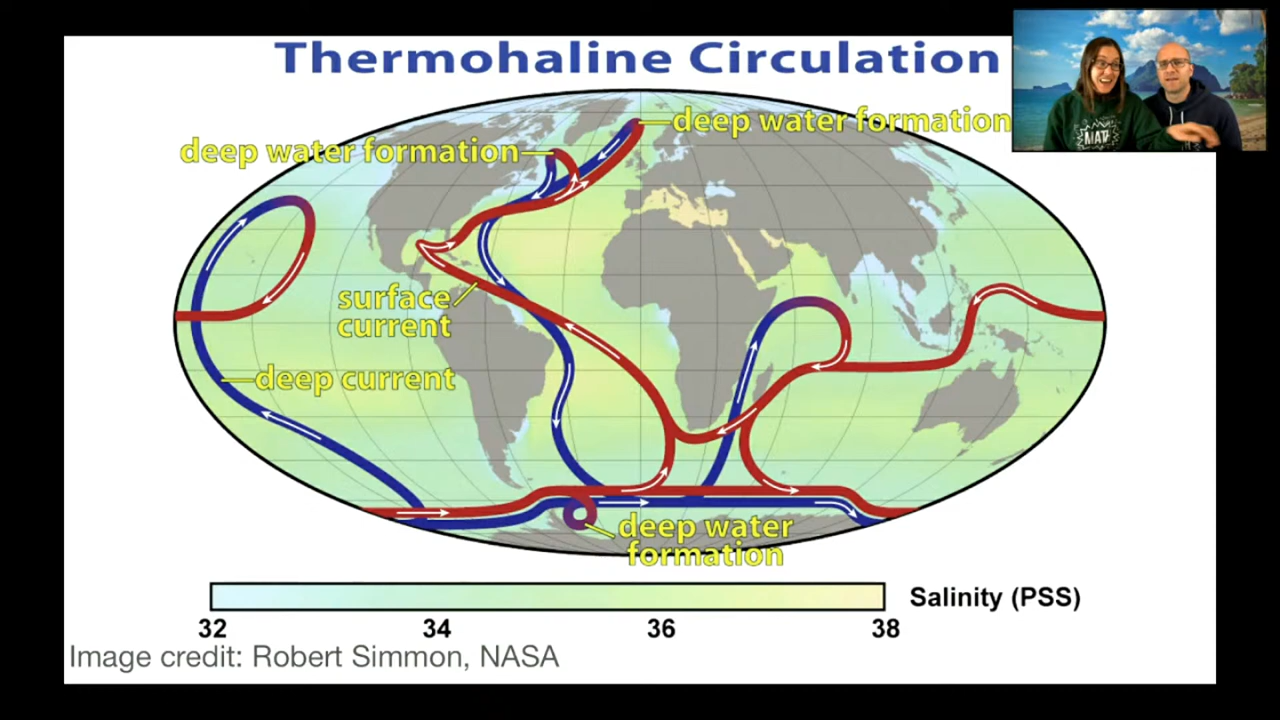 Thermohaline Circulation
deep water formation
deep water formation
MATH
surface
current
deep current
deep water
formation
32
34
36
38
Salinity (PSS)
Image credit: Robert Simmon, NASA